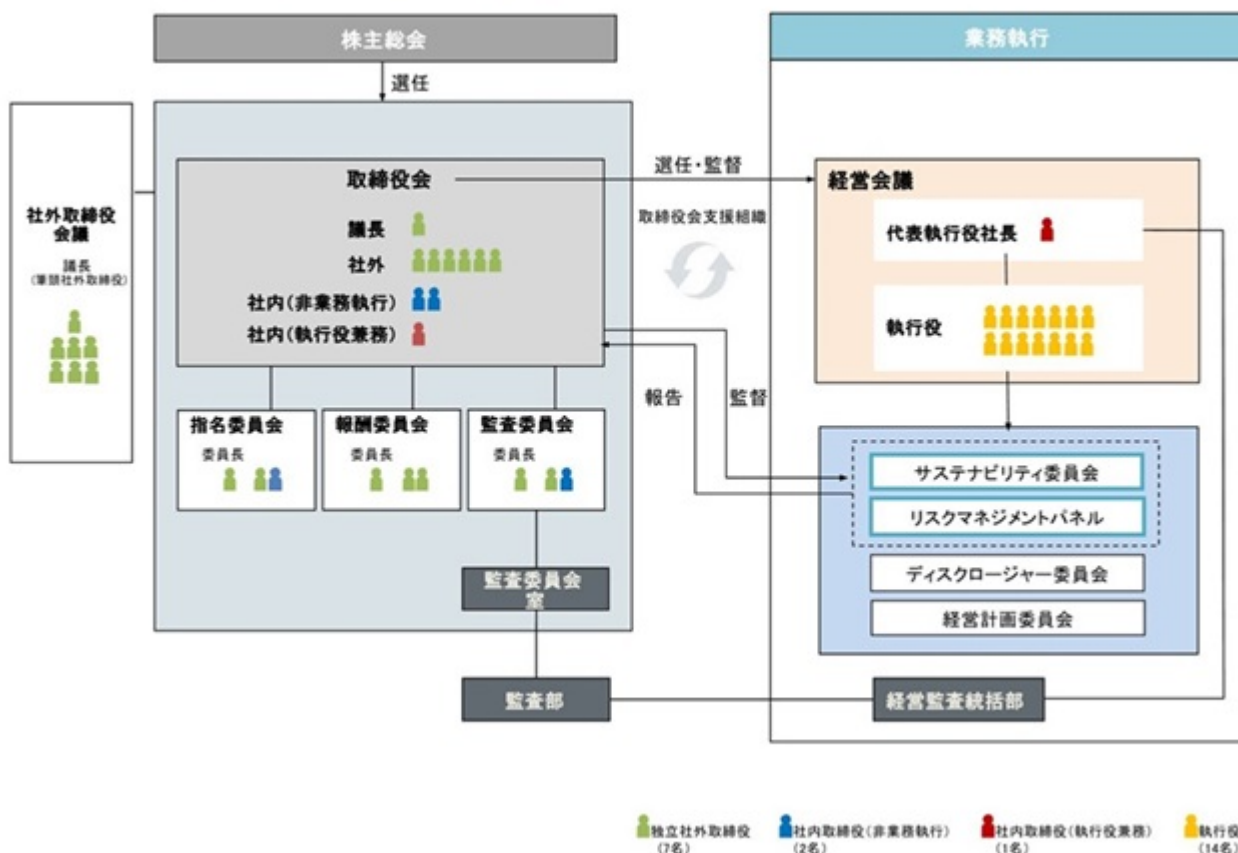 株主総会
業務執行
選任
社外取締役
会議
議長
(筆頭社外取締役)
取締役会
議長
社外
社内(非業務執行)
社内(執行役兼務)
選任・監督
取締役会支援組織
経営会議
代表執行役社長
執行役
報告
監督
指名委員会
委員長
報酬委員会
委員長
監査委員会
委員長
サステナビリティ委員会
リスクマネジメントパネル
ディスクロージャー委員会
経営計画委員会
監査委員会
室
監査部
経営監査統括部
独立社外取締役
(7名)
社内取締役(非業務執行)
(2名)
社内取締役(執行役兼務)
(1名)
執行役
(14名)